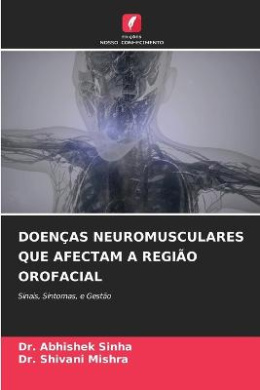 edições
NOSSO CONHECIMENTO
DOENÇAS NEUROMUSCULARES
QUE AFECTAM A REGIÃO
OROFACIAL
Sinais, Sintomas, e Gestão
Dr. Abhishek Sinha
Dr. Shivani Mishra